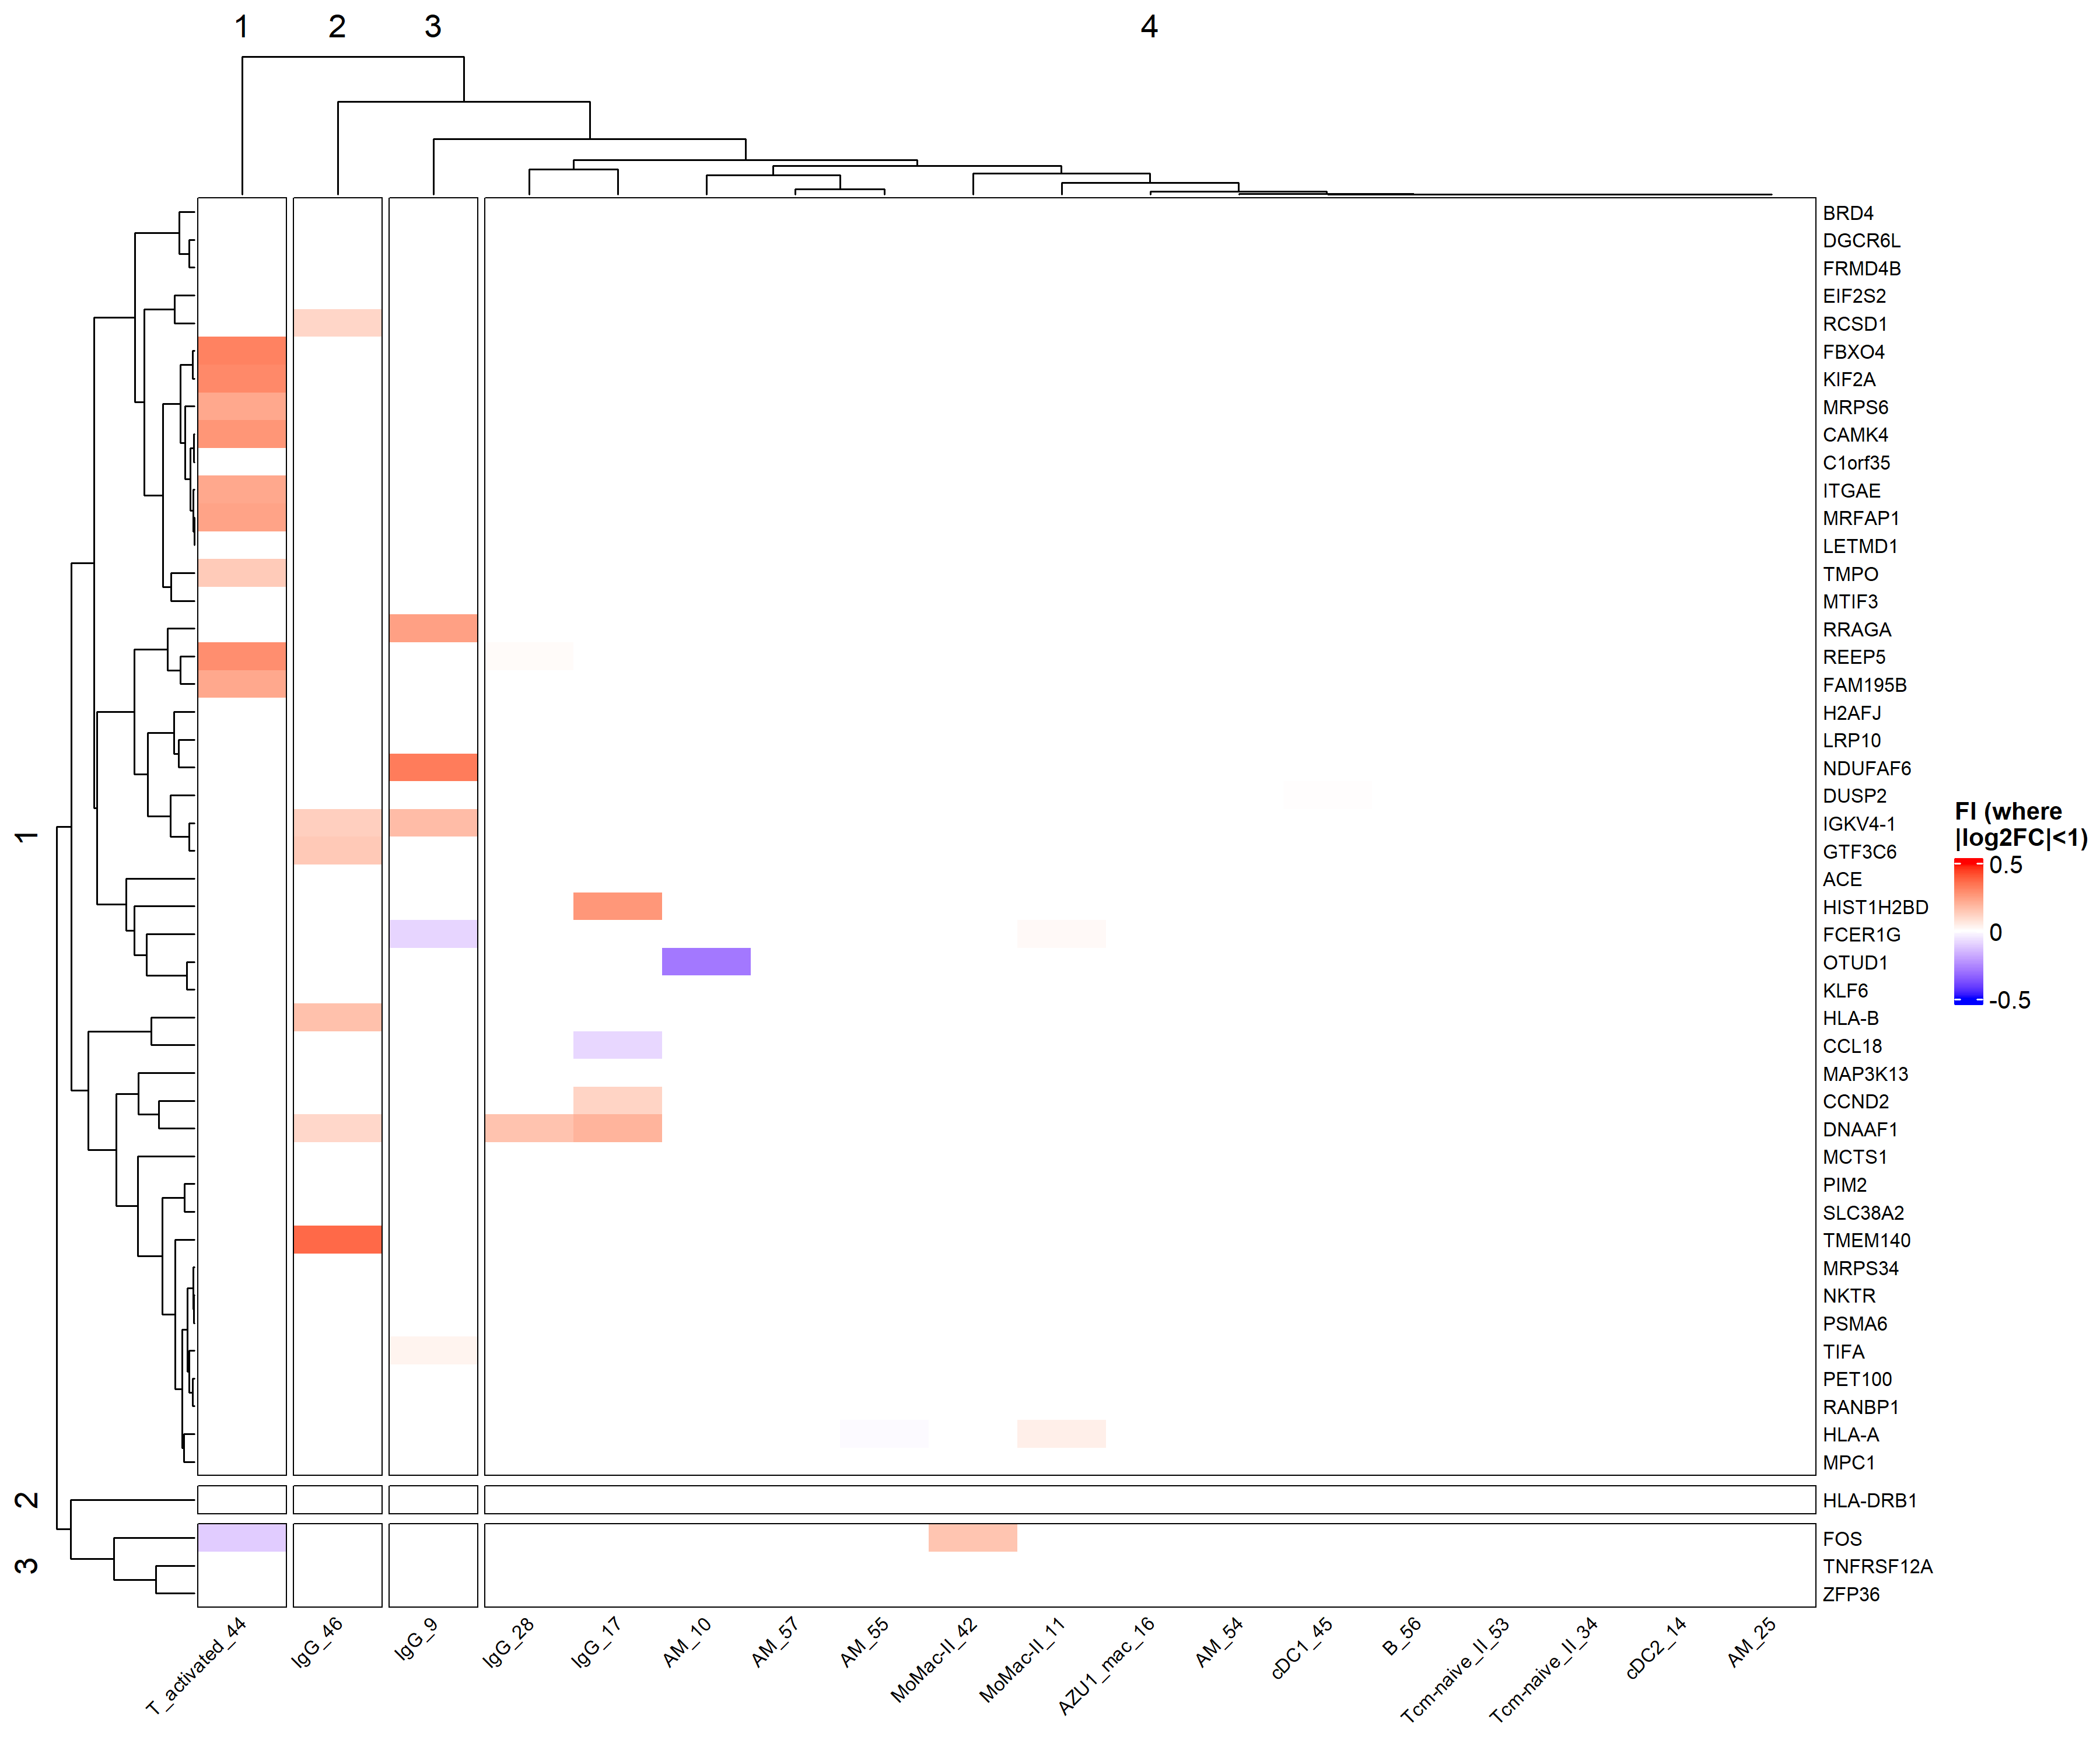 1
2
3
4
BRD4
DGCR6L
FRMD4B
EIF2S2
RCSD1
FBXO4
KIF2A
MRPS6
CAMK4
C1orf35
ITGAE
MRFAP1
LETMD1
TMPO
MTIF3
RRAGA
REEP5
FAM195B
H2AFJ
LRP10
NDUFAF6
DUSP2
IGKV4-1
GTF3C6
ACE
HIST1H2BD
FCER1G
OTUD1
KLF6
HLA-B
CCL18
MAP3K13
CCND2
DNAAF1
MCTS1
PIM2
SLC38A2
TMEM140
MRPS34
NKTR
PSMA6
TIFA
PET100
RANBP1
HLA-A
MPC1
HLA-DRB1
FOS
TNFRSF12A
ZFP36
1
2
3
FI (where
|log2FC|<1)
0.5
0
-0.5
T_activated_44
IgG_46
IgG_9
IgG_28
IgG_17
AM_10
AM_57
AM_55
MoMac-II_42
MoMac-II_11
AZU1_mac_16
AM_54
cDC1_45
B_56
Tcm-naive_II_53
Tcm-naive_II_34
cDC2_14
AM_25